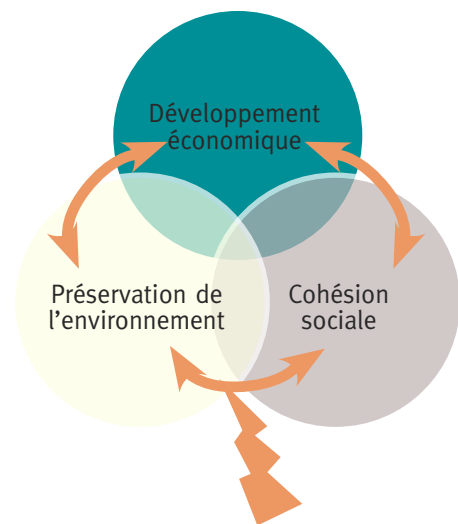 Développement
économique
Préservation de
l'environnement
Cohésion
sociale